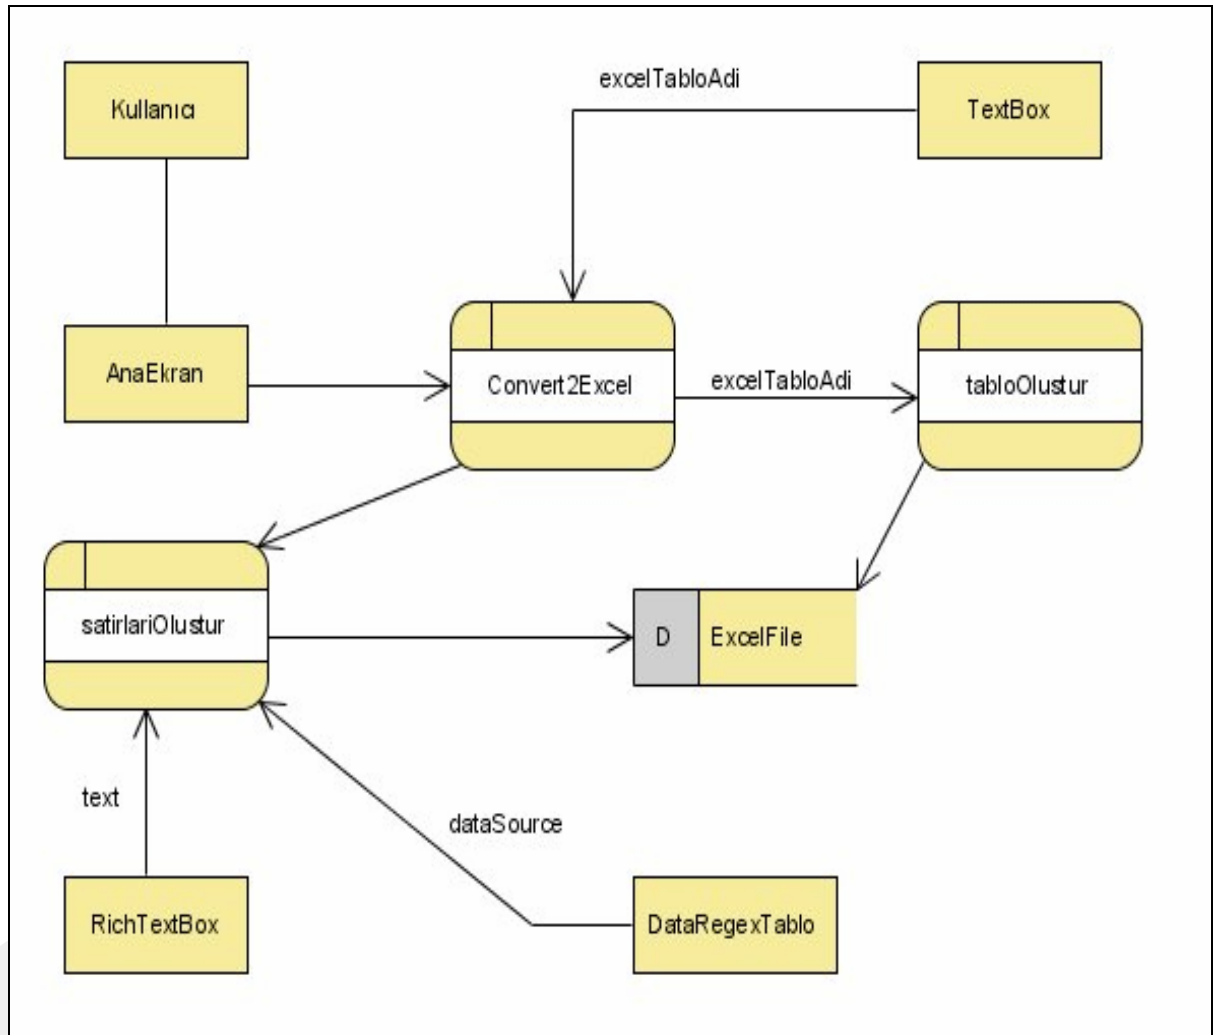 excelTabloAdi
Kullanıcı
TextBox
AnaEkran
Convert2Excel
excelTabloAdi
tabloOlustur
satirlariOlustur
D
ExcelFile
text
dataSource
RichTextBox
DataRegexTablo